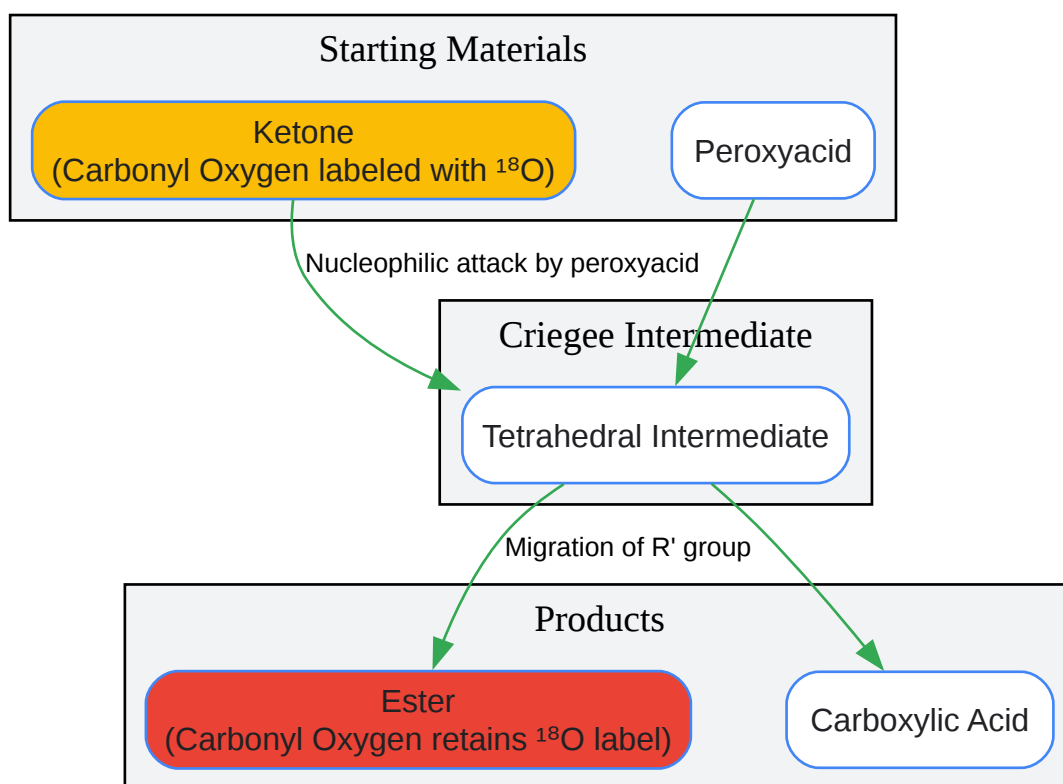 Starting Materials
Ketone
(Carbonyl Oxygen labeled with ¹⁸O)
Peroxyacid
Nucleophilic attack by peroxyacid
Criegee Intermediate
Tetrahedral Intermediate
Migration of R' group
Products
Ester
(Carbonyl Oxygen retains ¹⁸O label)
Carboxylic Acid